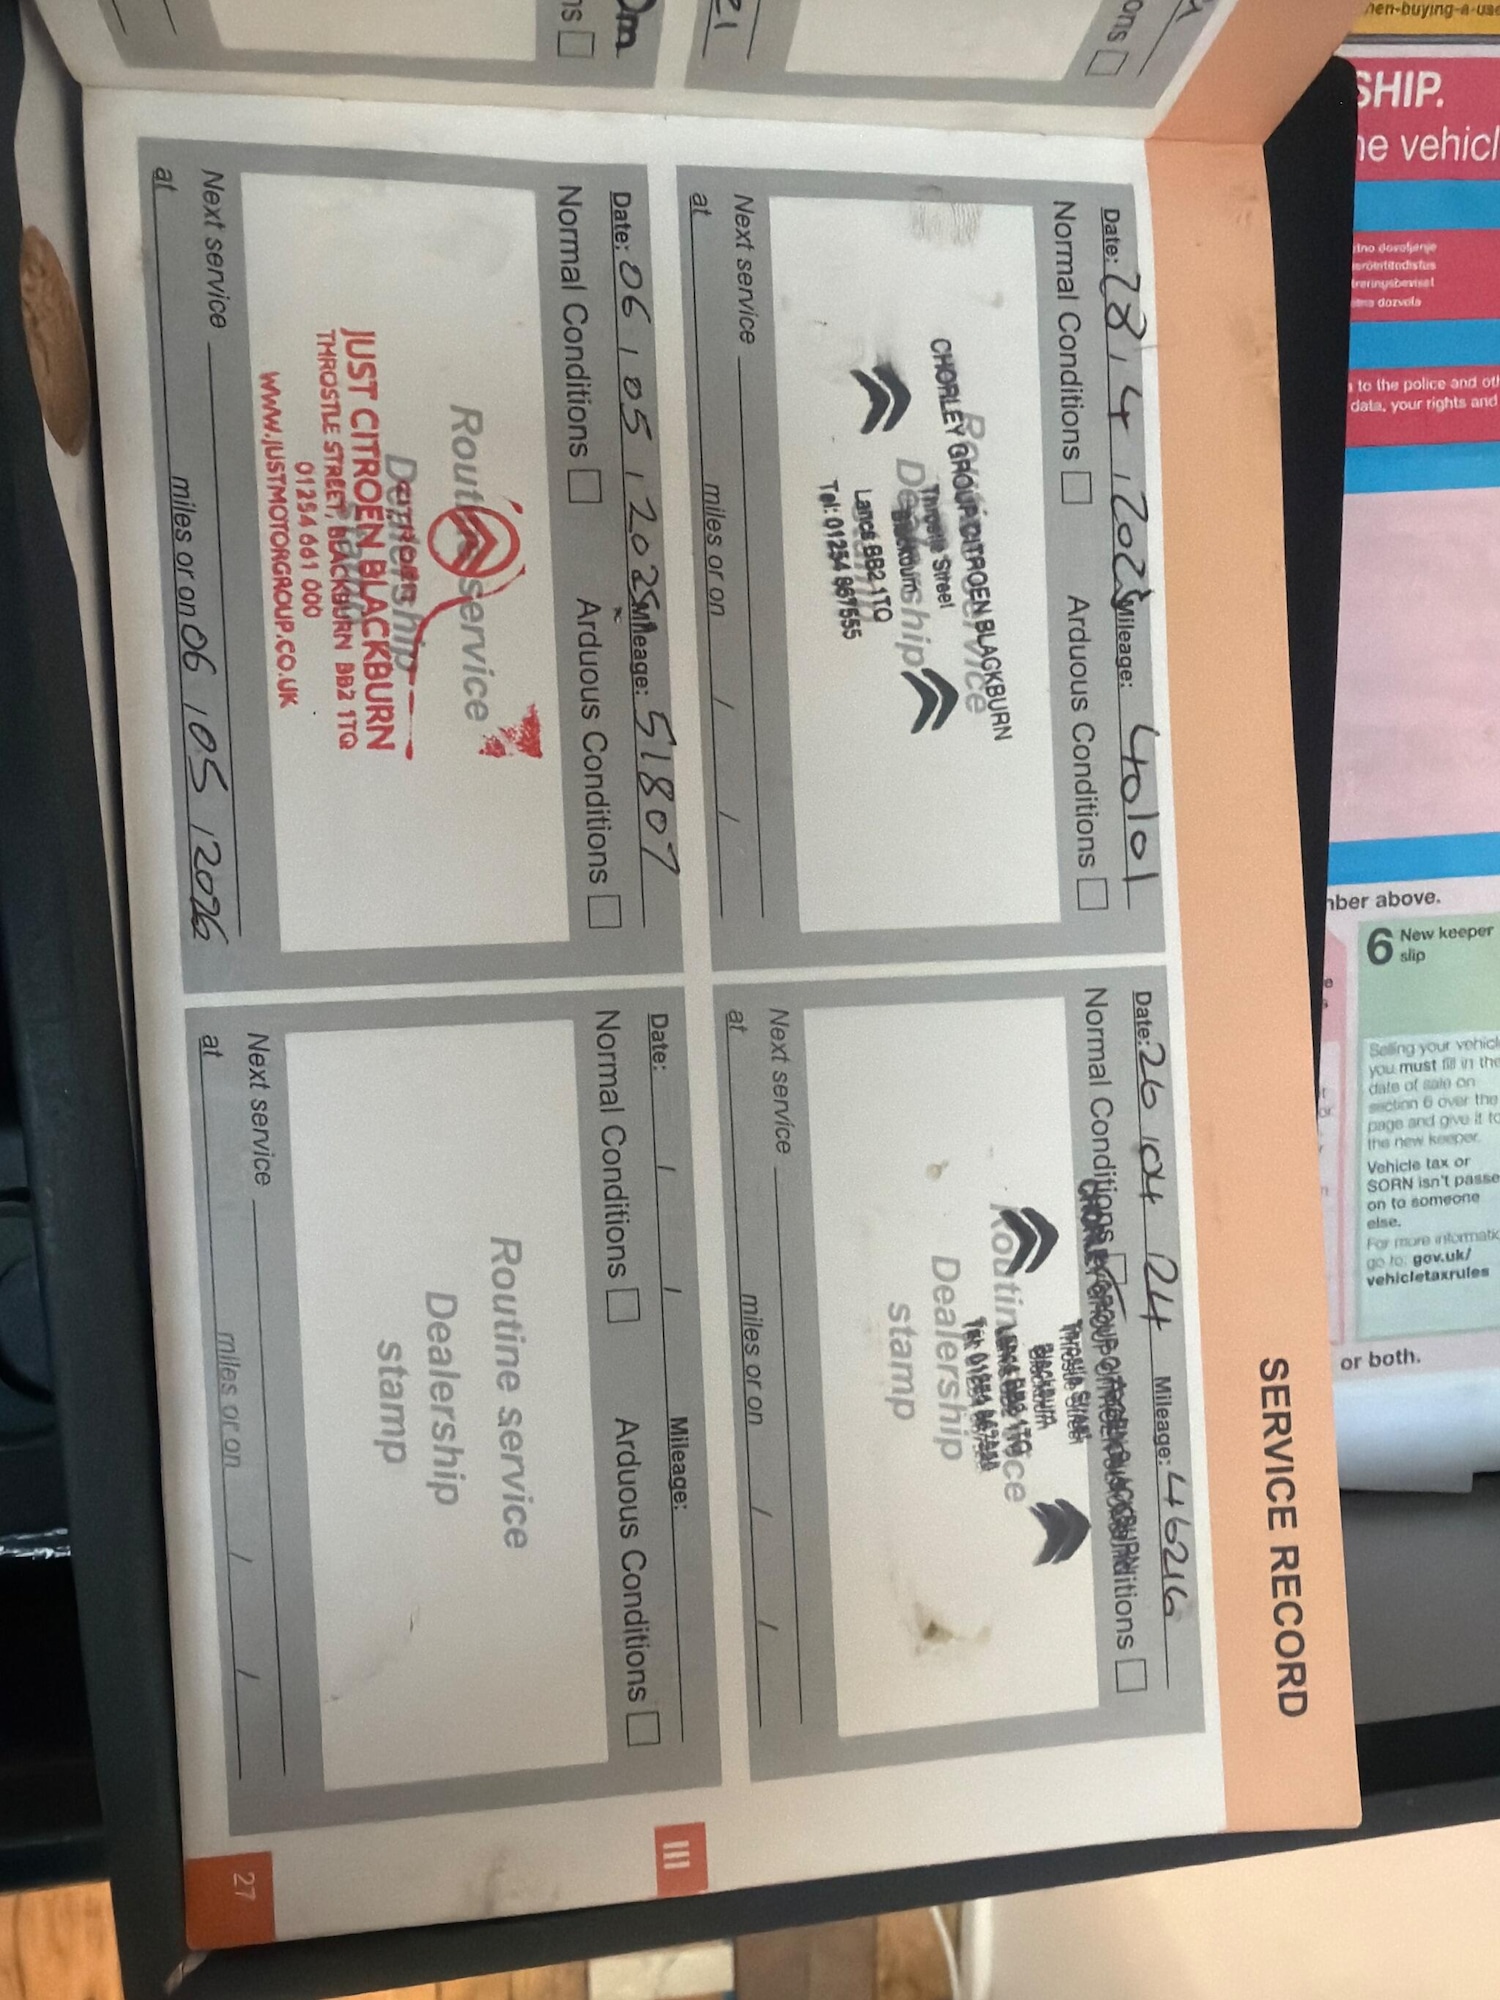 SERVICE RECORD
Date: 28 / 4 / 2023 Mileage: 40101
Normal Conditions Arduous Conditions
CHORLEY GROUP CITROEN BLACKBURN
Throstle Street
Blackburn
Lancs BB2 1TQ
Tel: 01254 667555
Next service
at miles or on / /
Date: 26 / 04 / 24 Mileage: 46216
Normal Conditions Arduous Conditions
CHORLEY GROUP CITROEN BLACKBURN
Throstle Street
Blackburn
Lancs BB2 1TQ
Routine service
Dealership
stamp
Next service
at miles or on / /
Date: 06 / 05 / 2025 Mileage: 51807
Normal Conditions Arduous Conditions
Routine service
Dealership
JUST CITROEN BLACKBURN
THROSTLE STREET, BLACKBURN BB2 1TQ
01254 661 000
WWW.JUSTMOTORGROUP.CO.UK
Next service
at miles or on 06 / 05 / 2026
Date: / / Mileage:
Normal Conditions Arduous Conditions
Routine service
Dealership
stamp
Next service
at miles or on / /
III
27
SHIP.
to the police and
data, your rights and
above.
6 New keeper
slip
Selling your
you must fill in the
date of sale on
section 6 over the
page and give it to
the new keeper.
Vehicle tax or
SORN isn't
on to someone
else.
For more
go to: gov.uk/
vehicletaxrules
or both.